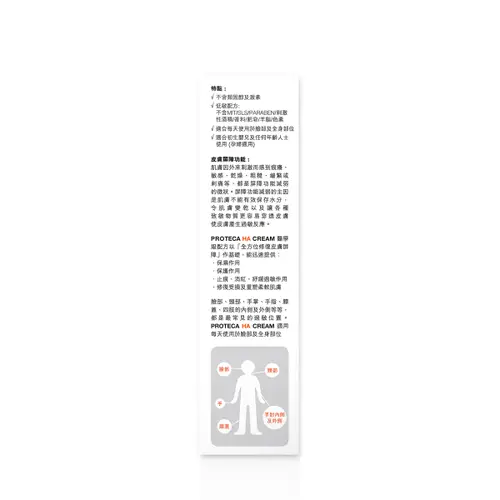 特點：
√ 不含類固醇及尿素
√ 低敏配方:
不含MIT/SLS/PARABEN/刺激
性酒精/香料/肥皂/羊脂/色素
√ 適合每天使用於臉部及全身部位
√ 適合初生嬰兒及任何年齡人士
使用 (孕婦適用)
皮膚屏障功能：
肌膚因外來刺激而感到痕癢、
敏感、乾燥、粗糙、繃緊或
刺痛等，都是屏障功能減弱
的徵狀。屏障功能減弱的主因
是肌膚不能有效保存水分，
令肌膚變乾以及讓各種
致敏物質更容易穿透皮膚
使皮膚產生過敏反應。
PROTECA HA CREAM 醫學
級配方以「全方位修復皮膚屏
障」作基礎，能迅速提供：
· 保濕作用
· 保護作用
· 止痕、消紅、舒緩過敏作用
· 修復受損及重塑柔軟肌膚
臉部、頸部、手掌、手指、膝
蓋、四肢的內側及外側等等，
都是最常見的過敏位置。
PROTECA HA CREAM 適用
每天使用於臉部及全身部位
臉部
頸部
手
手肘內側
及外側
膝蓋